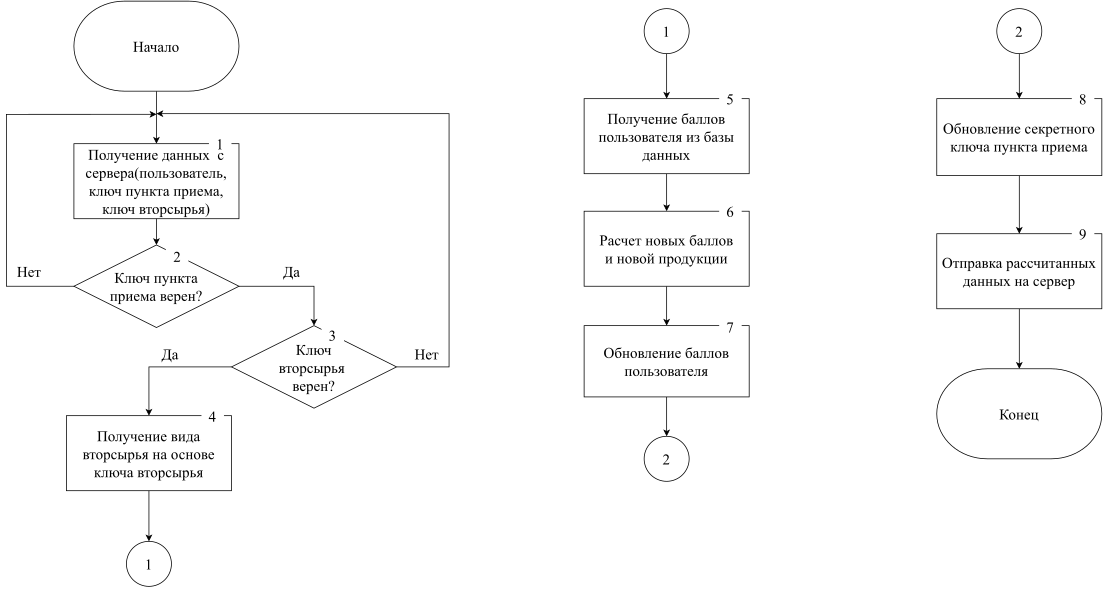 Начало
1
Получение данных с
сервера(пользователь,
ключ пункта приема,
ключ вторсырья)
2
Ключ пункта
приема верен?
Нет
Да
3
Ключ
вторсырья
верен?
Да
Нет
4
Получение вида
вторсырья на основе
ключа вторсырья
1
1
5
Получение баллов
пользователя из базы
данных
6
Расчет новых баллов
и новой продукции
7
Обновление баллов
пользователя
2
2
8
Обновление секретного
ключа пункта приема
9
Отправка рассчитанных
данных на сервер
Конец